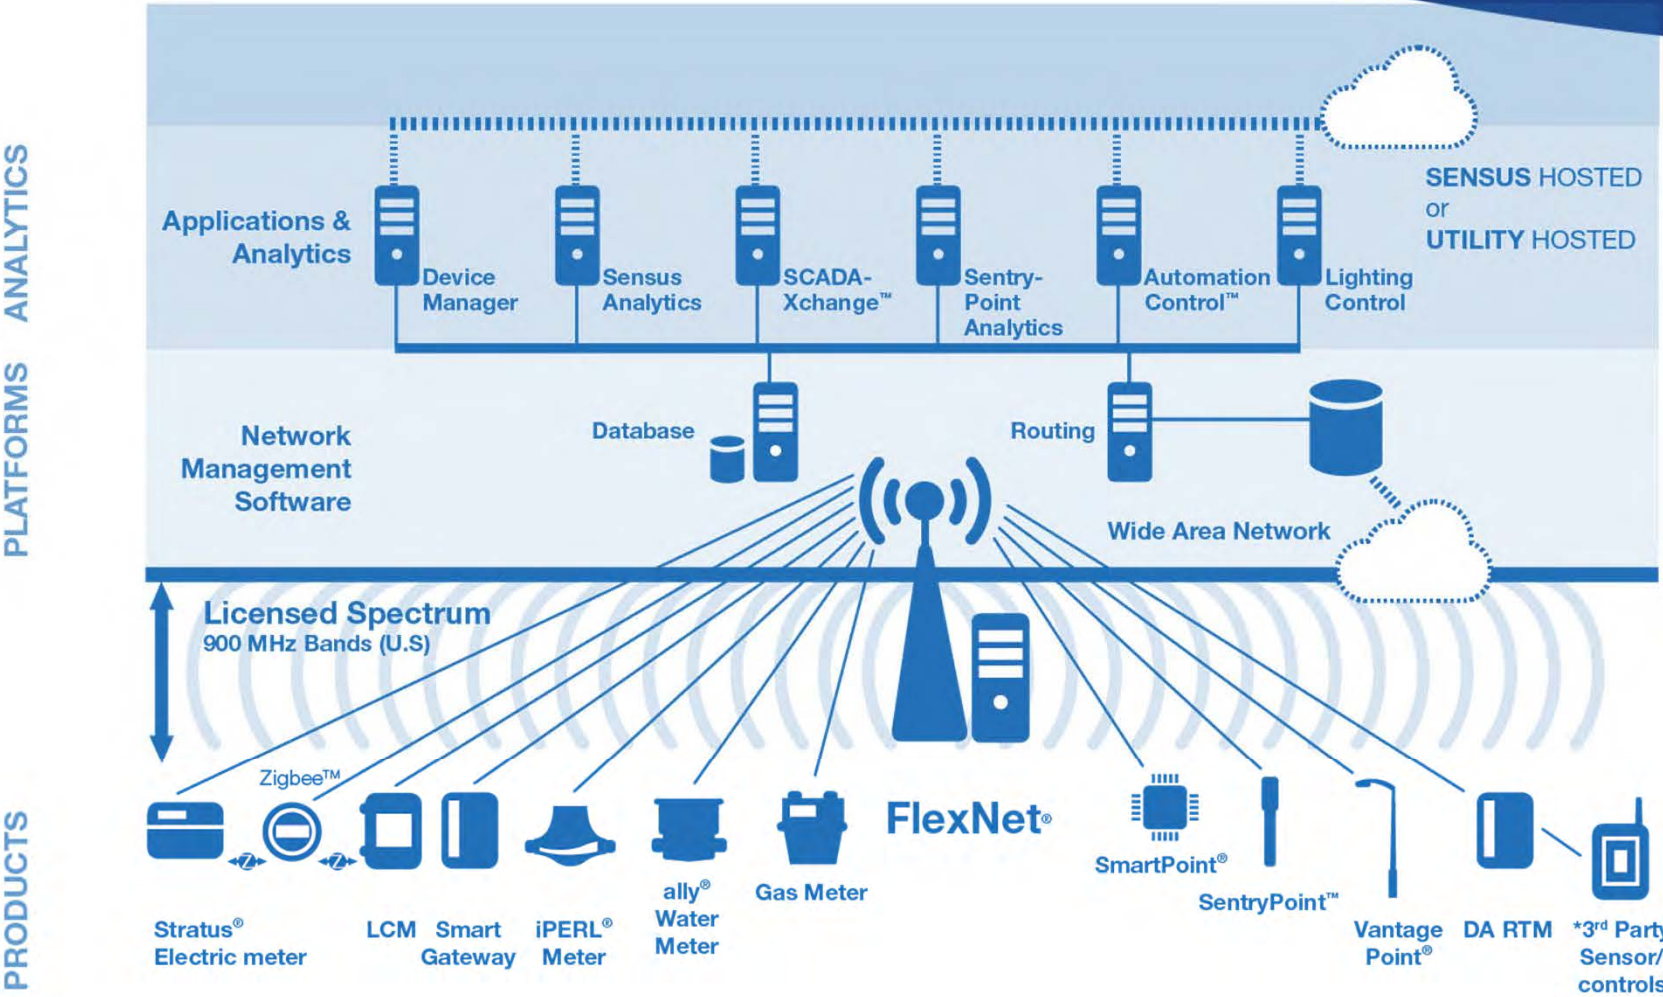 ANALYTICS
PLATFORMS
PRODUCTS
SENSUS HOSTED
or
UTILITY HOSTED
Applications &
Analytics
Device
Manager
Sensus
Analytics
SCADA-
Xchange™
Sentry-
Point
Analytics
Automation
Control™
Lighting
Control
Network
Management
Software
Database
Routing
Wide Area Network
Licensed Spectrum
900 MHz Bands (U.S)
Zigbee™
Z
Z
FlexNet®
Stratus®
Electric meter
LCM
Smart
Gateway
iPERL®
Meter
ally®
Water
Meter
Gas Meter
SmartPoint®
SentryPoint™
Vantage
Point®
DA RTM
*3rd Party
Sensor/
controls